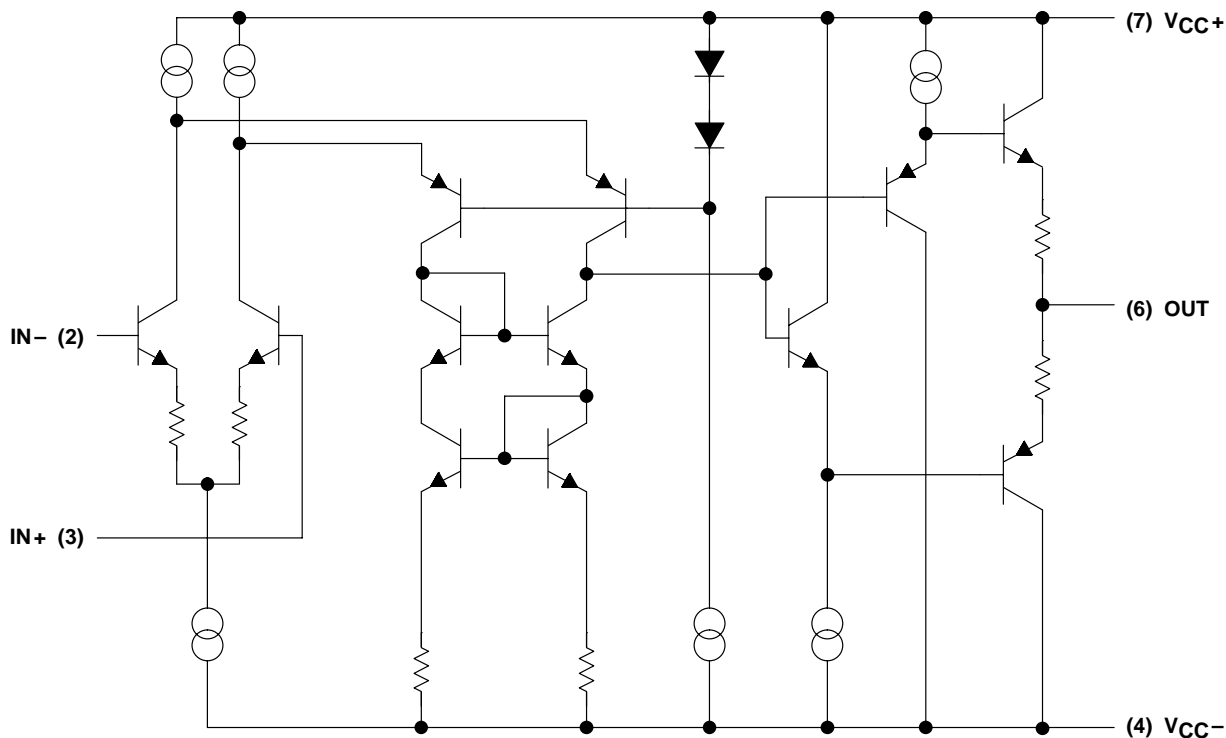 (7) VCC+
IN− (2)
(6) OUT
IN+ (3)
(4) VCC−